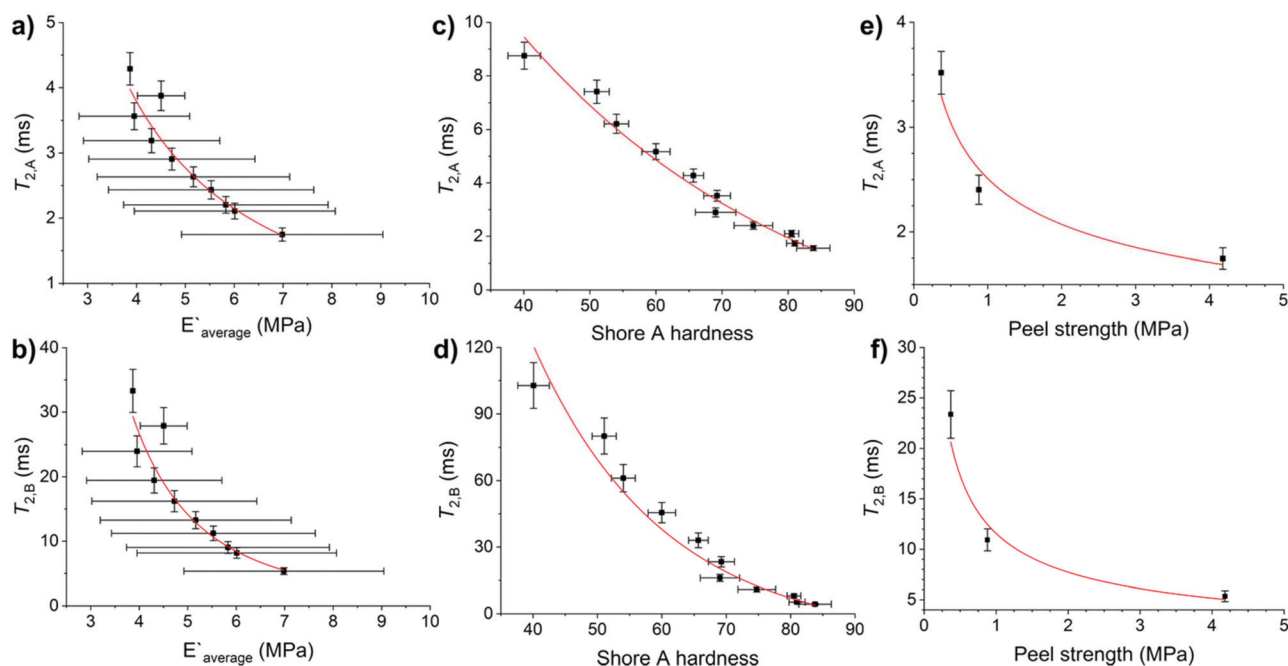 a)
5
4
3
2
1
T2,A (ms)
3 4 5 6 7 8 9 10
E`average (MPa)
c)
10
8
6
4
2
0
T2,A (ms)
40 50 60 70 80 90
Shore A hardness
e)
4
3
2
T2,A (ms)
0 1 2 3 4 5
Peel strength (MPa)
b)
40
30
20
10
0
T2,B (ms)
3 4 5 6 7 8 9 10
E`average (MPa)
d)
120
90
60
30
0
T2,B (ms)
40 50 60 70 80 90
Shore A hardness
f)
30
25
20
15
10
5
T2,B (ms)
0 1 2 3 4 5
Peel strength (MPa)